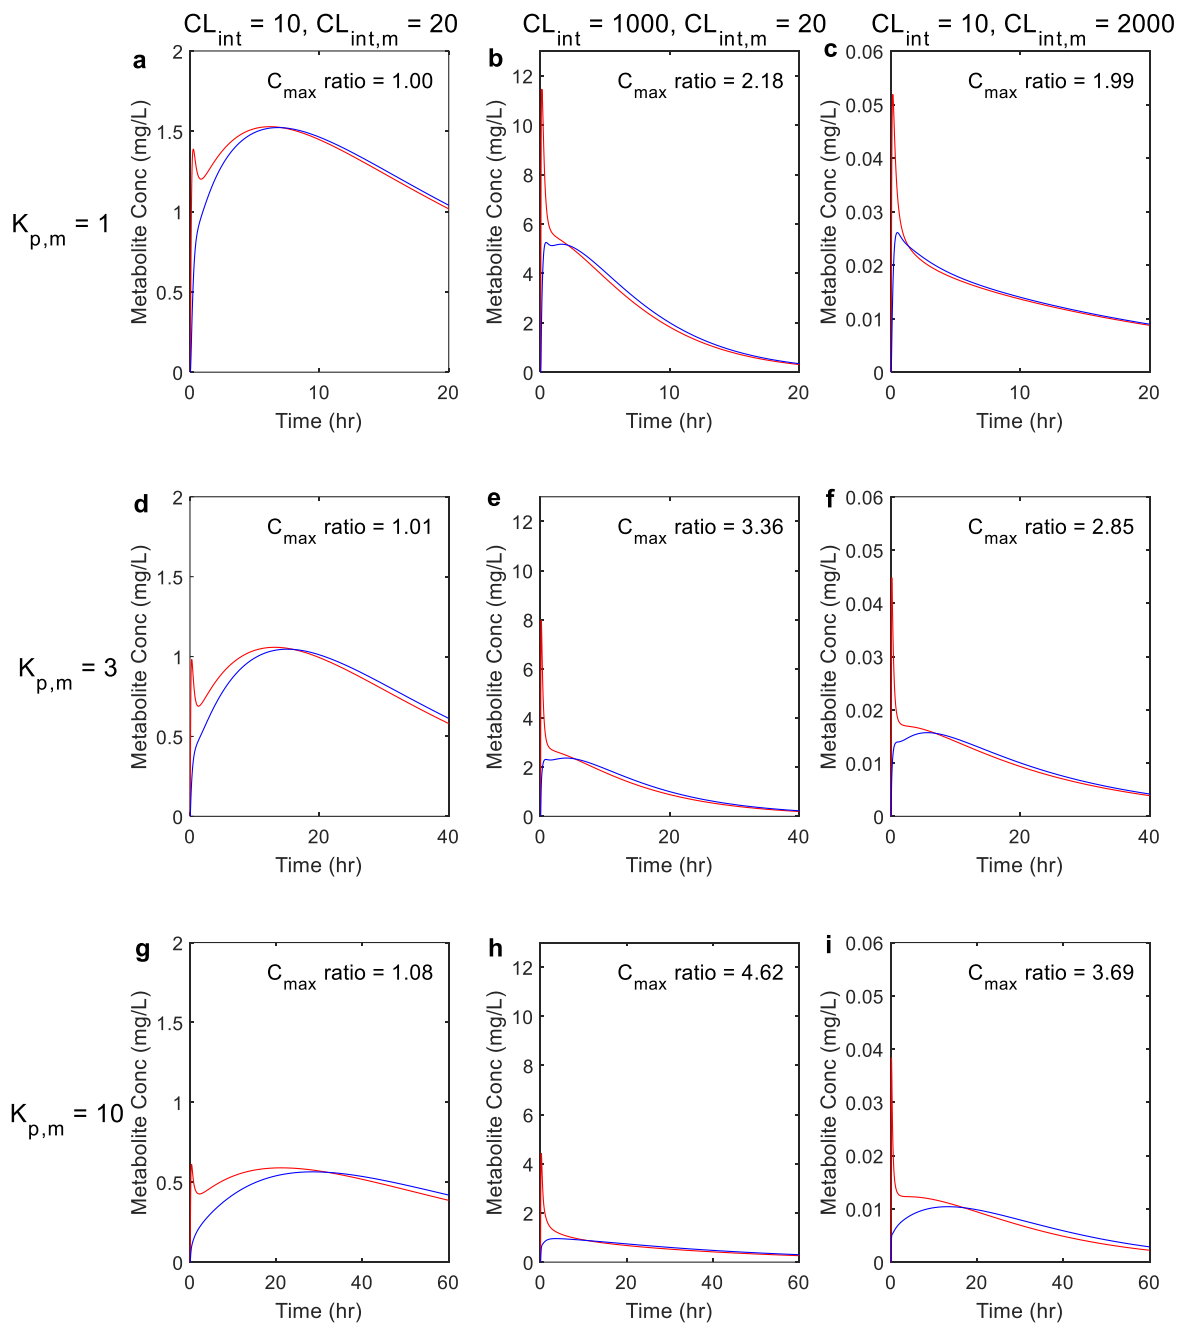 CLint = 10, CLint,m = 20
CLint = 1000, CLint,m = 20
CLint = 10, CLint,m = 2000
Kp,m = 1
a
Cmax ratio = 1.00
Metabolite Conc (mg/L)
2
1.5
1
0.5
0
0 10 20
Time (hr)
b
Cmax ratio = 2.18
Metabolite Conc (mg/L)
12
10
8
6
4
2
0
0 10 20
Time (hr)
c
Cmax ratio = 1.99
Metabolite Conc (mg/L)
0.06
0.05
0.04
0.03
0.02
0.01
0
0 10 20
Time (hr)
Kp,m = 3
d
Cmax ratio = 1.01
Metabolite Conc (mg/L)
2
1.5
1
0.5
0
0 20 40
Time (hr)
e
Cmax ratio = 3.36
Metabolite Conc (mg/L)
12
10
8
6
4
2
0
0 20 40
Time (hr)
f
Cmax ratio = 2.85
Metabolite Conc (mg/L)
0.06
0.05
0.04
0.03
0.02
0.01
0
0 20 40
Time (hr)
Kp,m = 10
g
Cmax ratio = 1.08
Metabolite Conc (mg/L)
2
1.5
1
0.5
0
0 20 40 60
Time (hr)
h
Cmax ratio = 4.62
Metabolite Conc (mg/L)
12
10
8
6
4
2
0
0 20 40 60
Time (hr)
i
Cmax ratio = 3.69
Metabolite Conc (mg/L)
0.06
0.05
0.04
0.03
0.02
0.01
0
0 20 40 60
Time (hr)